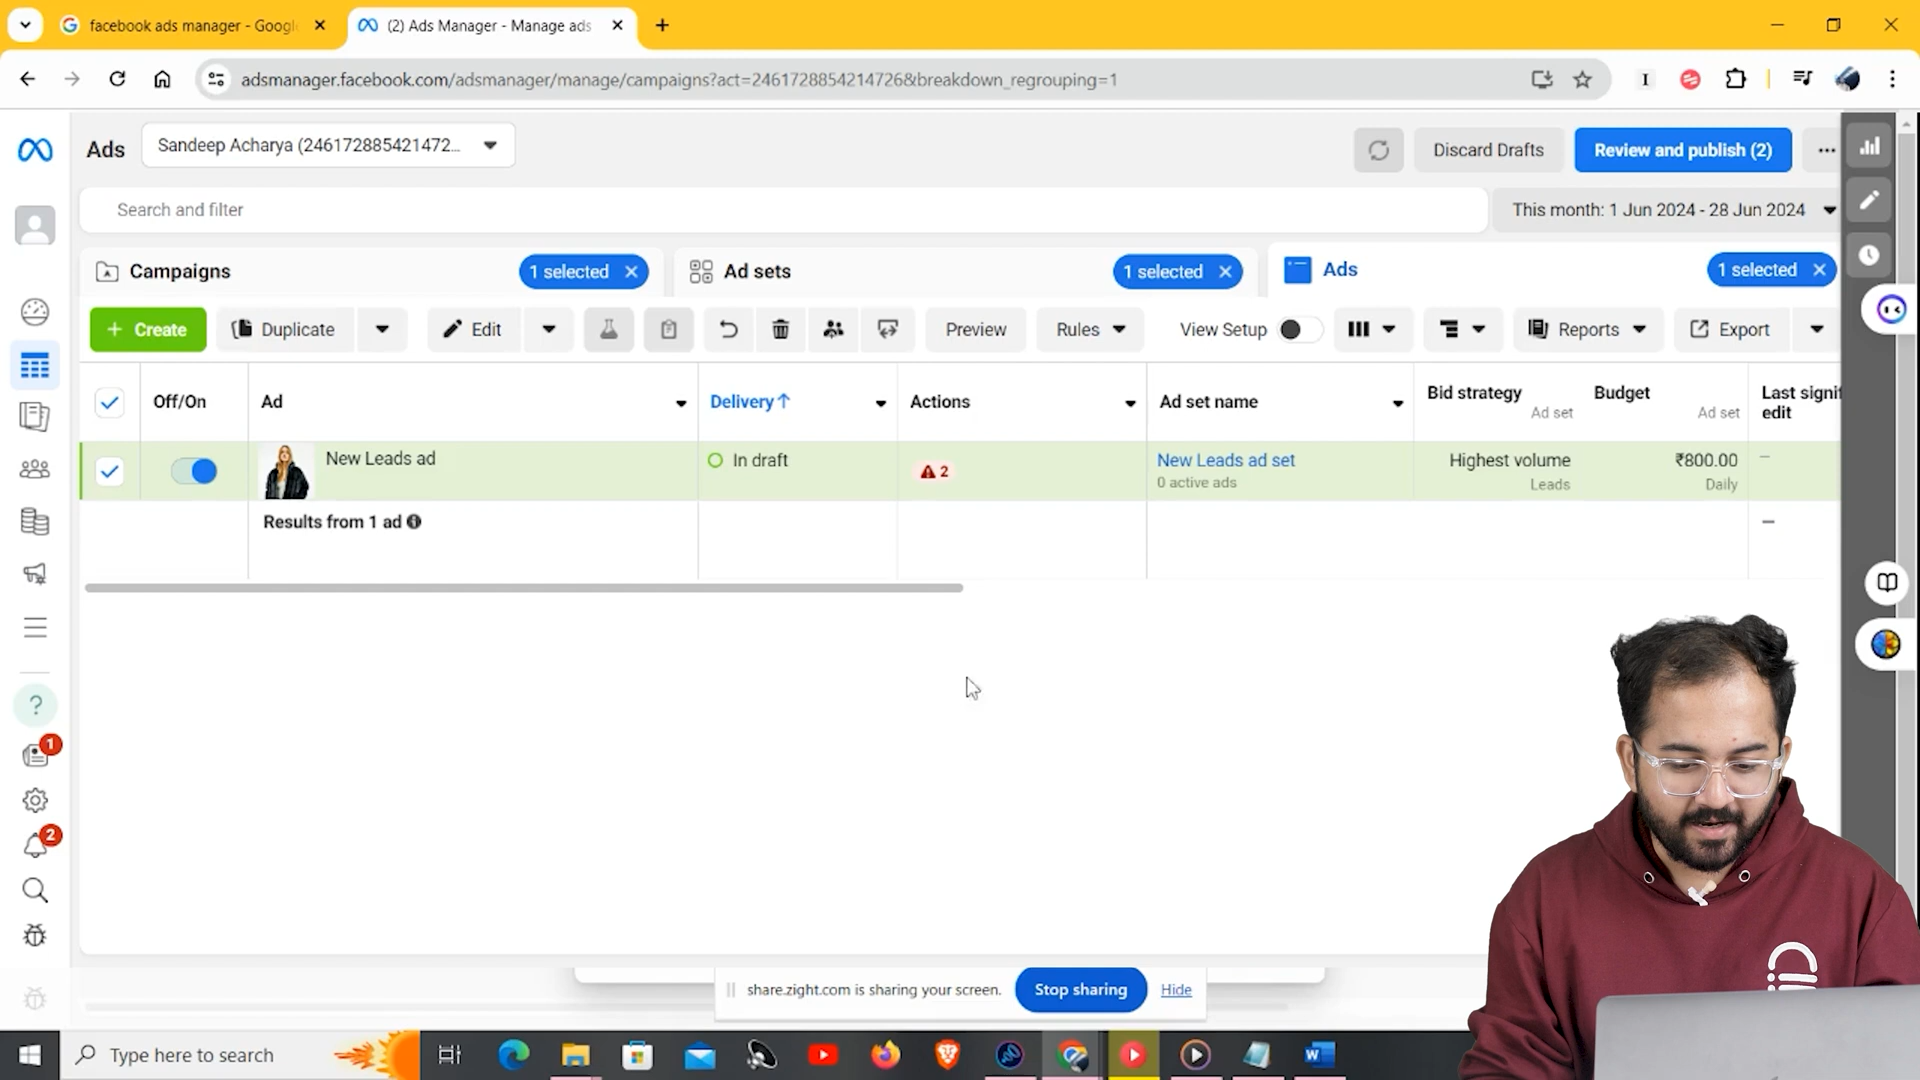 facebook ads manager - Googl
(2) Ads Manager - Manage ads
adsmanager.facebook.com/adsmanager/manage/campaigns?act=2461728854214726&breakdown_regrouping=1
Ads
Sandeep Acharya (246172885421472...
Discard Drafts
Review and publish (2)
Search and filter
This month: 1 Jun 2024 - 28 Jun 2024
Campaigns
1 selected
Ad sets
1 selected
Ads
1 selected
+ Create
Duplicate
Edit
Preview
Rules
View Setup
Reports
Export
Off/On
Ad
Delivery↑
Actions
Ad set name
Bid strategy
Ad set
Budget
Ad set
Last signif
edit
New Leads ad
In draft
2
New Leads ad set
0 active ads
Highest volume
Leads
₹800.00
Daily
Results from 1 ad
1
2
share.zight.com is sharing your screen.
Stop sharing
Hide
Type here to search